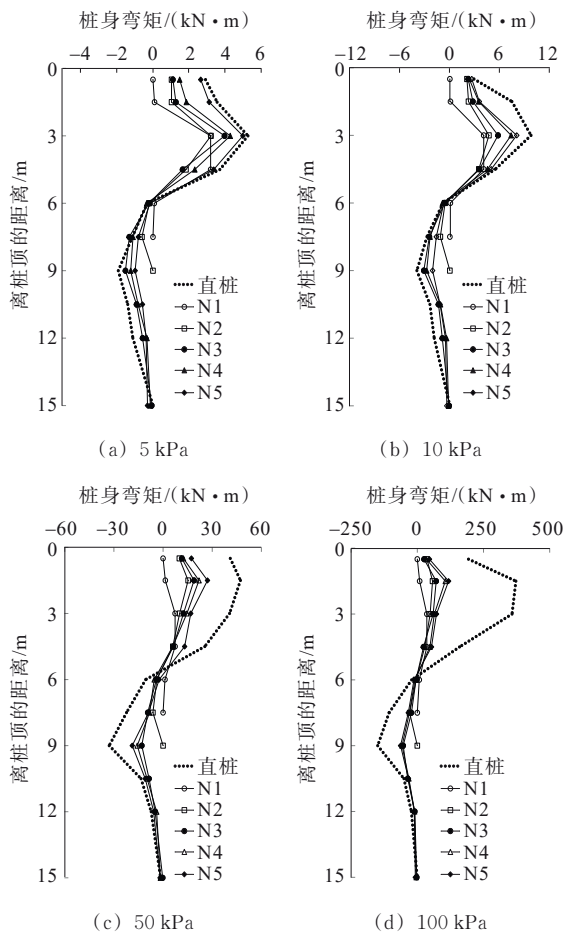 桩身弯矩/(kN·m)
−4 −2 0 2 4 6
0
3
6
9
12
15
离桩顶的距离/m
直桩
N1
N2
N3
N4
N5
(a) 5 kPa
桩身弯矩/(kN·m)
−12 −6 0 6 12
0
3
6
9
12
15
离桩顶的距离/m
直桩
N1
N2
N3
N4
N5
(b) 10 kPa
桩身弯矩/(kN·m)
−60 −30 0 30 60
0
3
6
9
12
15
离桩顶的距离/m
直桩
N1
N2
N3
N4
N5
(c) 50 kPa
桩身弯矩/(kN·m)
−250 0 250 500
0
3
6
9
12
15
离桩顶的距离/m
直桩
N1
N2
N3
N4
N5
(d) 100 kPa